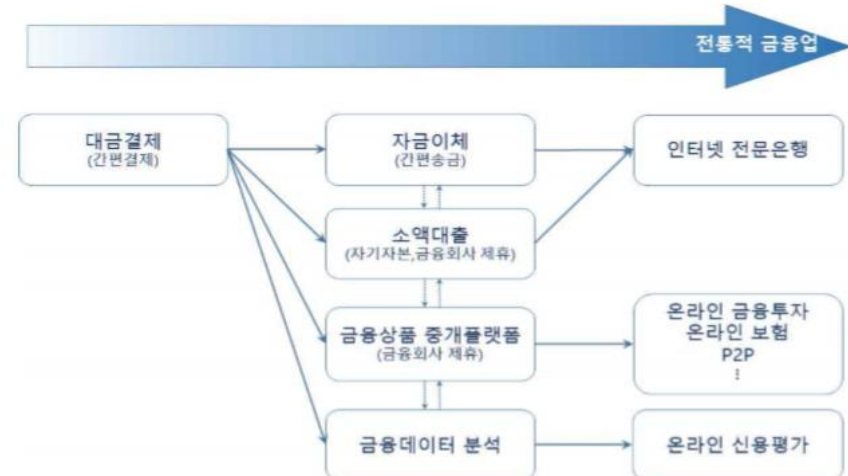 전통적 금융업
대금결제
(간편결제)
자금이체
(간편송금)
인터넷 전문은행
소액대출
(자기자본,금융회사 제휴)
금융상품 중개플랫폼
(금융회사 제휴)
온라인 금융투자
온라인 보험
P2P
⋮
금융데이터 분석
온라인 신용평가